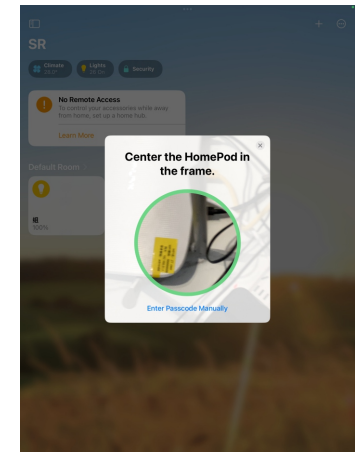 SR
Climate
Lights
Security
No Remote Access
To control your accessories while away
from home, set up a home hub.
Learn More
Default Room
100%
Center the HomePod in
the frame.
Enter Passcode Manually